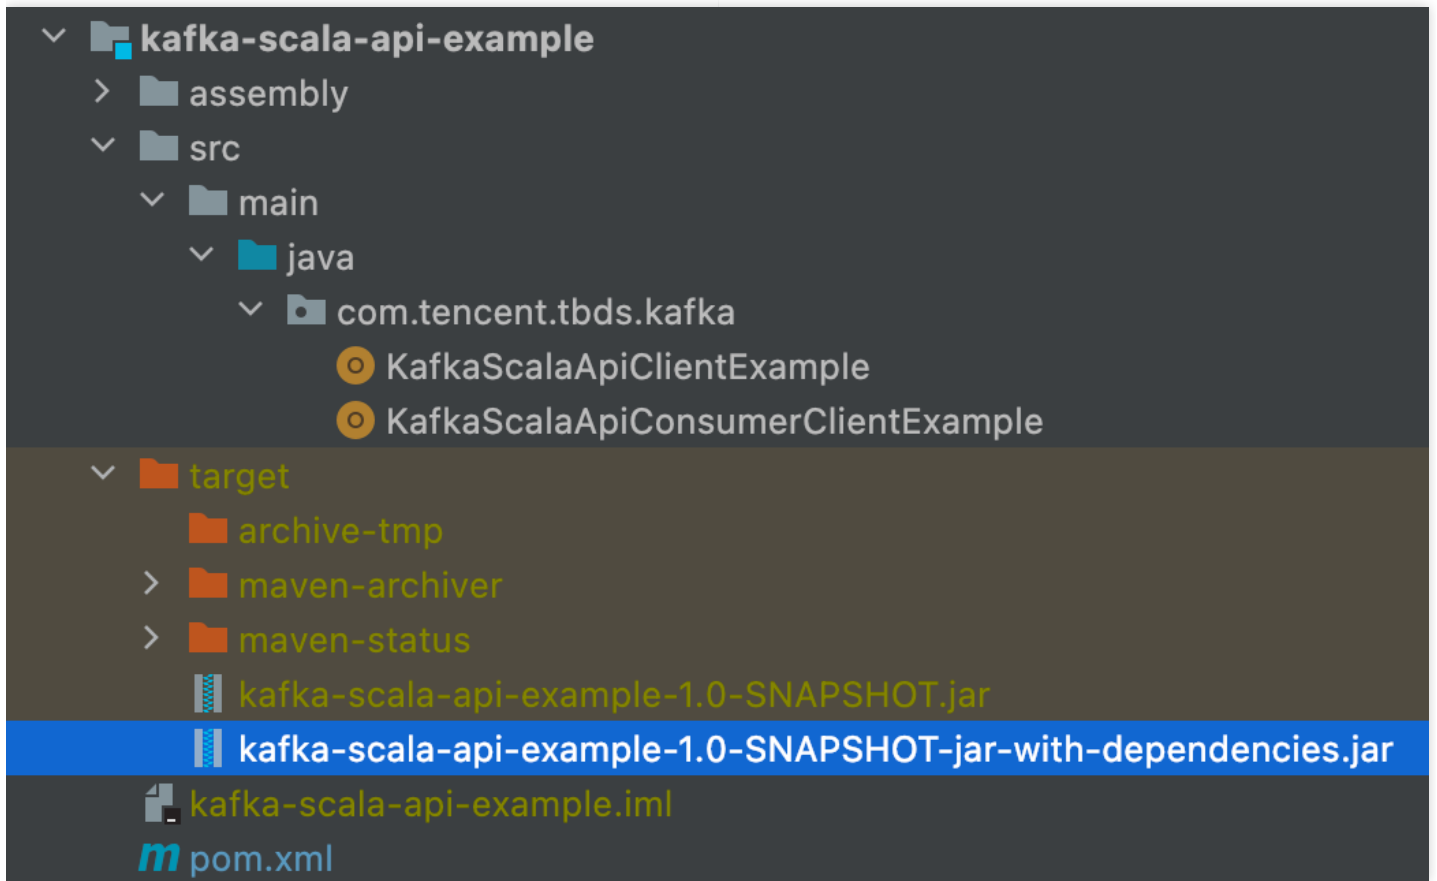 kafka-scala-api-example
assembly
src
main
java
com.tencent.tbds.kafka
KafkaScalaApiClientExample
KafkaScalaApiConsumerClientExample
target
archive-tmp
maven-archiver
maven-status
kafka-scala-api-example-1.0-SNAPSHOT.jar
kafka-scala-api-example-1.0-SNAPSHOT-jar-with-dependencies.jar
kafka-scala-api-example.iml
pom.xml